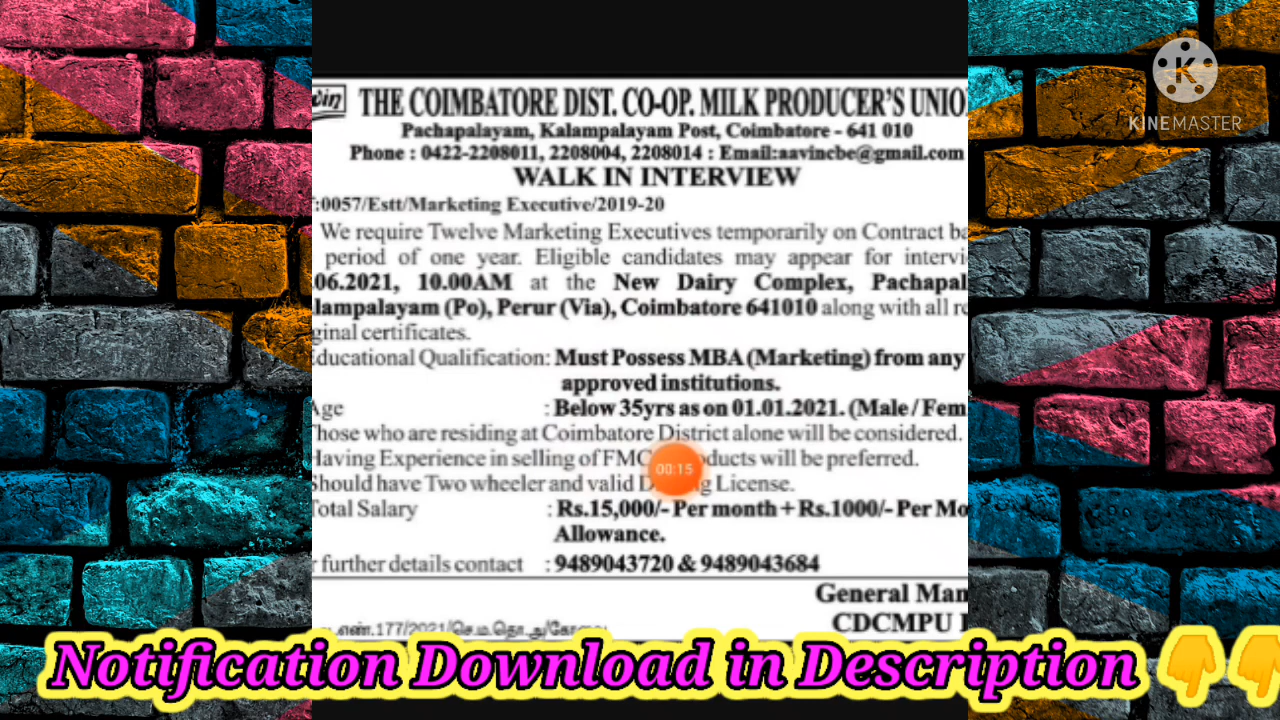 THE COIMBATORE DIST. CO-OP. MILK PRODUCER'S UNIO
Pachapalayam, Kalampalayam Post, Coimbatore - 641 010
Phone : 0422-2208011, 2208004, 2208014 : Email:aavincbe@gmail.com
WALK IN INTERVIEW
:0057/Estt/Marketing Executive/2019-20
We require Twelve Marketing Executives temporarily on Contract ba
period of one year. Eligible candidates may appear for intervi
.06.2021, 10.00AM at the New Dairy Complex, Pachapal
lampalayam (Po), Perur (Via), Coimbatore 641010 along with all re
ginal certificates.
ducational Qualification: Must Possess MBA (Marketing) from any
approved institutions.
Age : Below 35yrs as on 01.01.2021. (Male / Fem
Those who are residing at Coimbatore District alone will be considered.
Having Experience in selling of FMC ducts will be preferred.
Should have Two wheeler and valid D g License.
Total Salary : Rs.15,000/- Per month + Rs.1000/- Per Mo
Allowance.
r further details contact : 9489043720 & 9489043684
General Man
CDCMPU
177/2021/
00:15
KINEMASTER
Notification Download in Description 👇👇